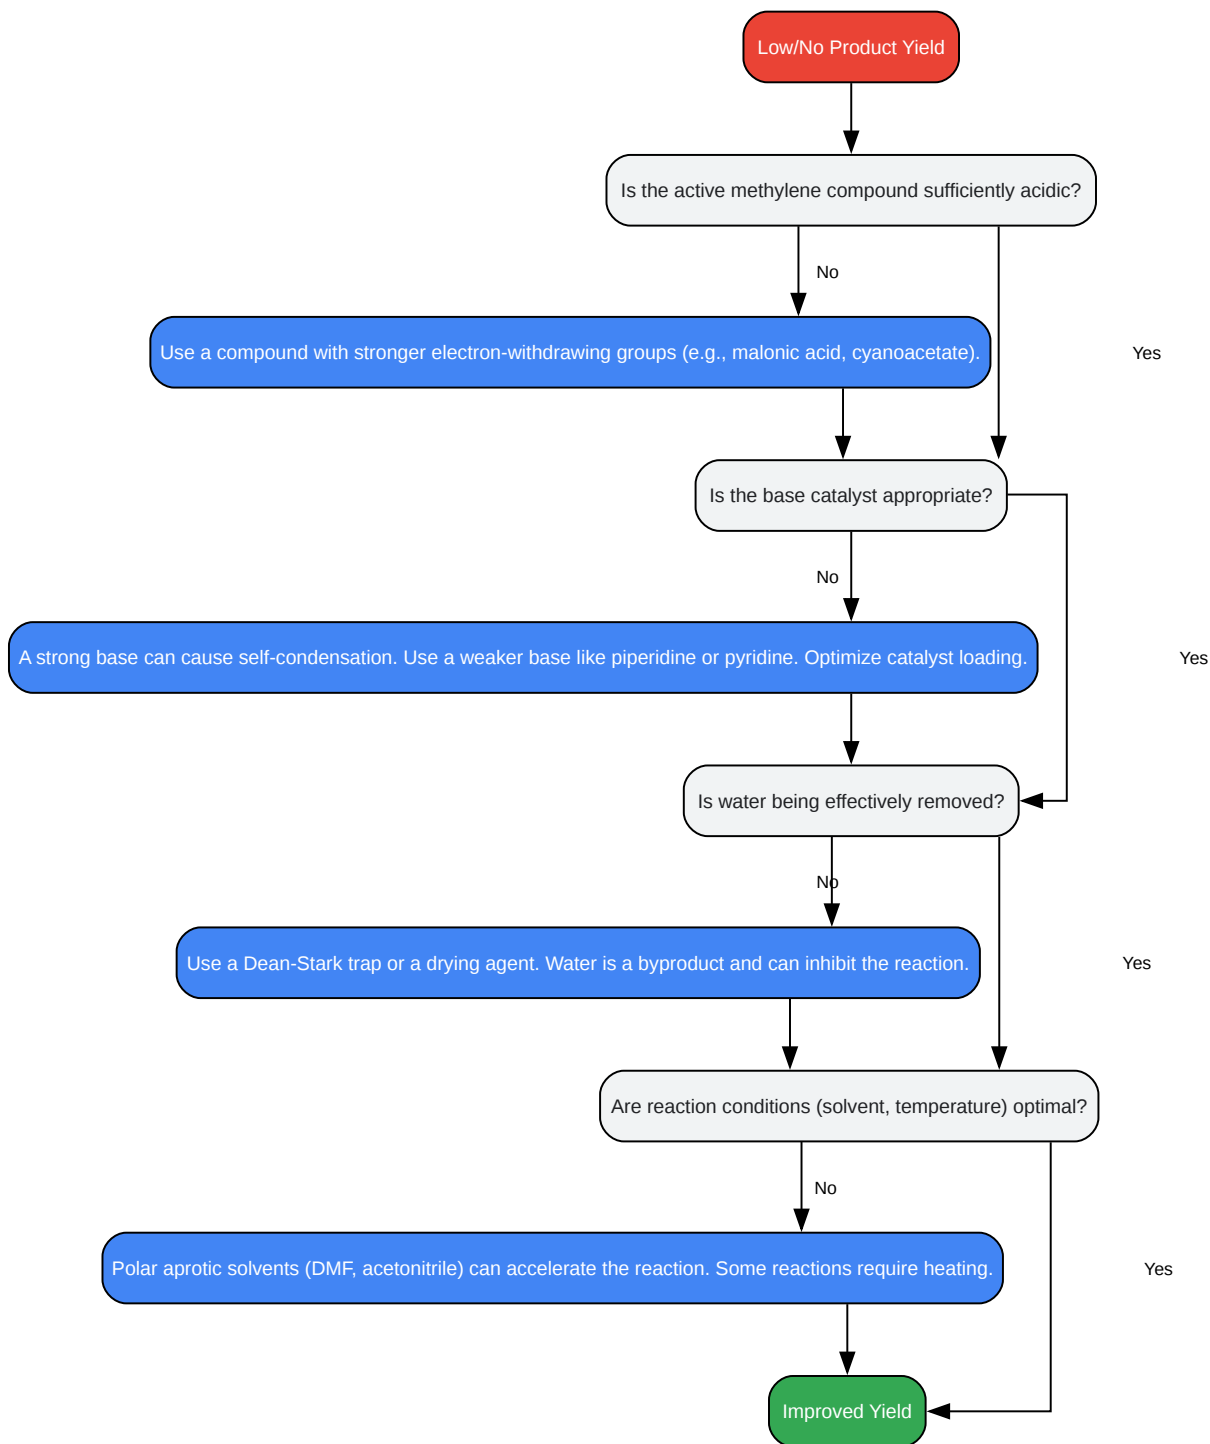 Low/No Product Yield
Is the active methylene compound sufficiently acidic?
No
Use a compound with stronger electron-withdrawing groups (e.g., malonic acid, cyanoacetate).
Yes
Is the base catalyst appropriate?
No
A strong base can cause self-condensation. Use a weaker base like piperidine or pyridine. Optimize catalyst loading.
Yes
Is water being effectively removed?
No
Use a Dean-Stark trap or a drying agent. Water is a byproduct and can inhibit the reaction.
Yes
Are reaction conditions (solvent, temperature) optimal?
No
Polar aprotic solvents (DMF, acetonitrile) can accelerate the reaction. Some reactions require heating.
Yes
Improved Yield